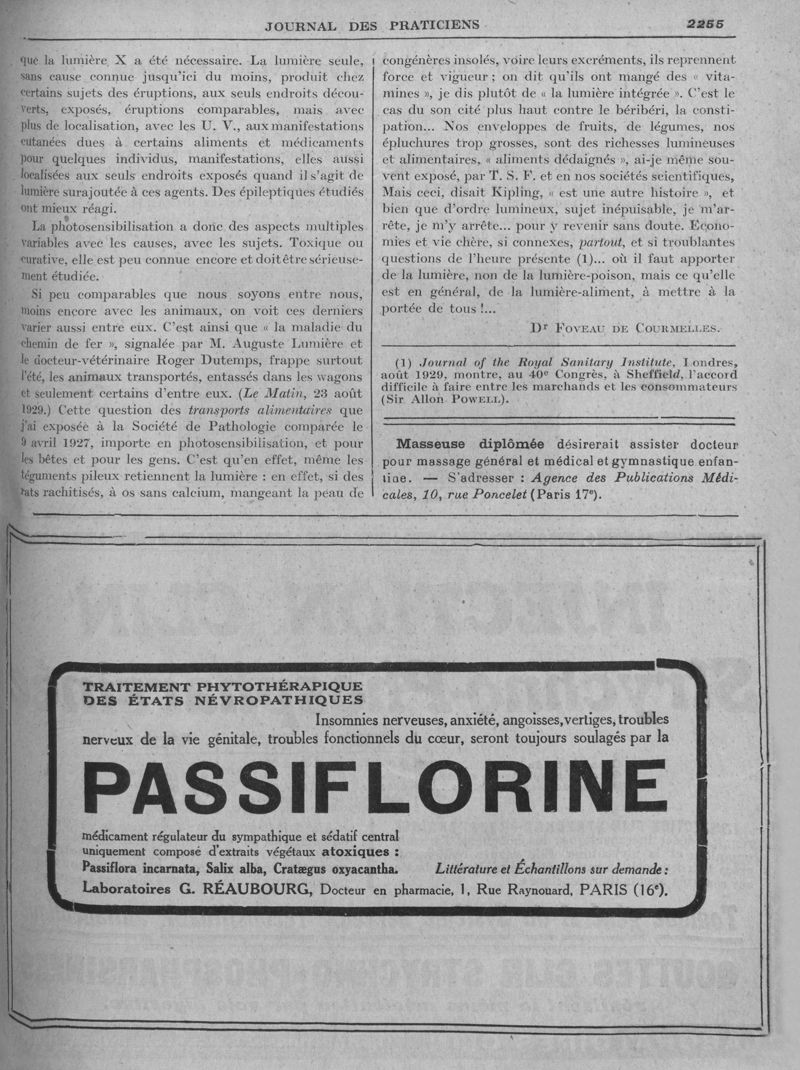 JOURNAL DES PRATICIENS
2255
que la lumière X a été nécessaire. La lumière seule,
sans cause connue jusqu'ici du moins, produit chez
certains sujets des éruptions, aux seuls endroits décou-
verts, exposés, éruptions comparables, mais avec
plus de localisation, avec les U. V., aux manifestations
cutanées dues à certains aliments et médicaments
pour quelques individus, manifestations, elles aussi
localisées aux seuls endroits exposés quand il s'agit de
lumière surajoutée à ces agents. Des épileptiques étudiés
ont mieux réagi.
La photosensibilisation a donc des aspects multiples
variables avec les causes, avec les sujets. Toxique ou
curative, elle est peu connue encore et doit être sérieuse-
ment étudiée.
Si peu comparables que nous soyons entre nous,
moins encore avec les animaux, on voit ces derniers
varier aussi entre eux. C'est ainsi que « la maladie du
chemin de fer », signalée par M. Auguste Lumière et
le docteur-vétérinaire Roger Dutemps, frappe surtout
l'été, les animaux transportés, entassés dans les wagons
et seulement certains d'entre eux. (Le Matin, 23 août
1929.) Cette question des transports alimentaires que
j'ai exposée à la Société de Pathologie comparée le
9 avril 1927, importe en photosensibilisation, et pour
les bêtes et pour les gens. C'est qu'en effet, même les
téguments pileux retiennent la lumière : en effet, si des
rats rachitisés, à os sans calcium, mangeant la peau de
congénères insolés, voire leurs excréments, ils reprennent
force et vigueur ; on dit qu'ils ont mangé des « vita-
mines », je dis plutôt de « la lumière intégrée ». C'est le
cas du son cité plus haut contre le béribéri, la consti-
pation... Nos enveloppes de fruits, de légumes, nos
épluchures trop grosses, sont des richesses lumineuses
et alimentaires, « aliments dédaignés », ai-je même sou-
vent exposé, par T. S. F. et en nos sociétés scientifiques,
Mais ceci, disait Kipling, « est une autre histoire », et
bien que d'ordre lumineux, sujet inépuisable, je m'ar-
rête, je m'y arrête... pour y revenir sans doute. Econo-
mies et vie chère, si connexes, partout, et si troublantes
questions de l'heure présente (1)... où il faut apporter
de la lumière, non de la lumière-poison, mais ce qu'elle
est en général, de la lumière-aliment, à mettre à la
portée de tous !...
Dr FOVEAU DE COURMELLES.
(1) Journal of the Royal Sanitary Institute, Londres,
août 1929, montre, au 40e Congrès, à Sheffield, l'accord
difficile à faire entre les marchands et les consommateurs
(Sir Allon POWELL).
Masseuse diplômée désirerait assister docteur
pour massage général et médical et gymnastique enfan-
tine. — S'adresser : Agence des Publications Médi-
cales, 10, rue Poncelet (Paris 17e).
TRAITEMENT PHYTOTHÉRAPIQUE
DES ÉTATS NÉVROPATHIQUES
Insomnies nerveuses, anxiété, angoisses, vertiges, troubles
nerveux de la vie génitale, troubles fonctionnels du cœur, seront toujours soulagés par la
PASSIFLORINE
médicament régulateur du sympathique et sédatif central
uniquement composé d'extraits végétaux atoxiques :
Passiflora incarnata, Salix alba, Cratægus oxyacantha. Littérature et Échantillons sur demande :
Laboratoires G. RÉAUBOURG, Docteur en pharmacie, 1, Rue Raynouard, PARIS (16e).